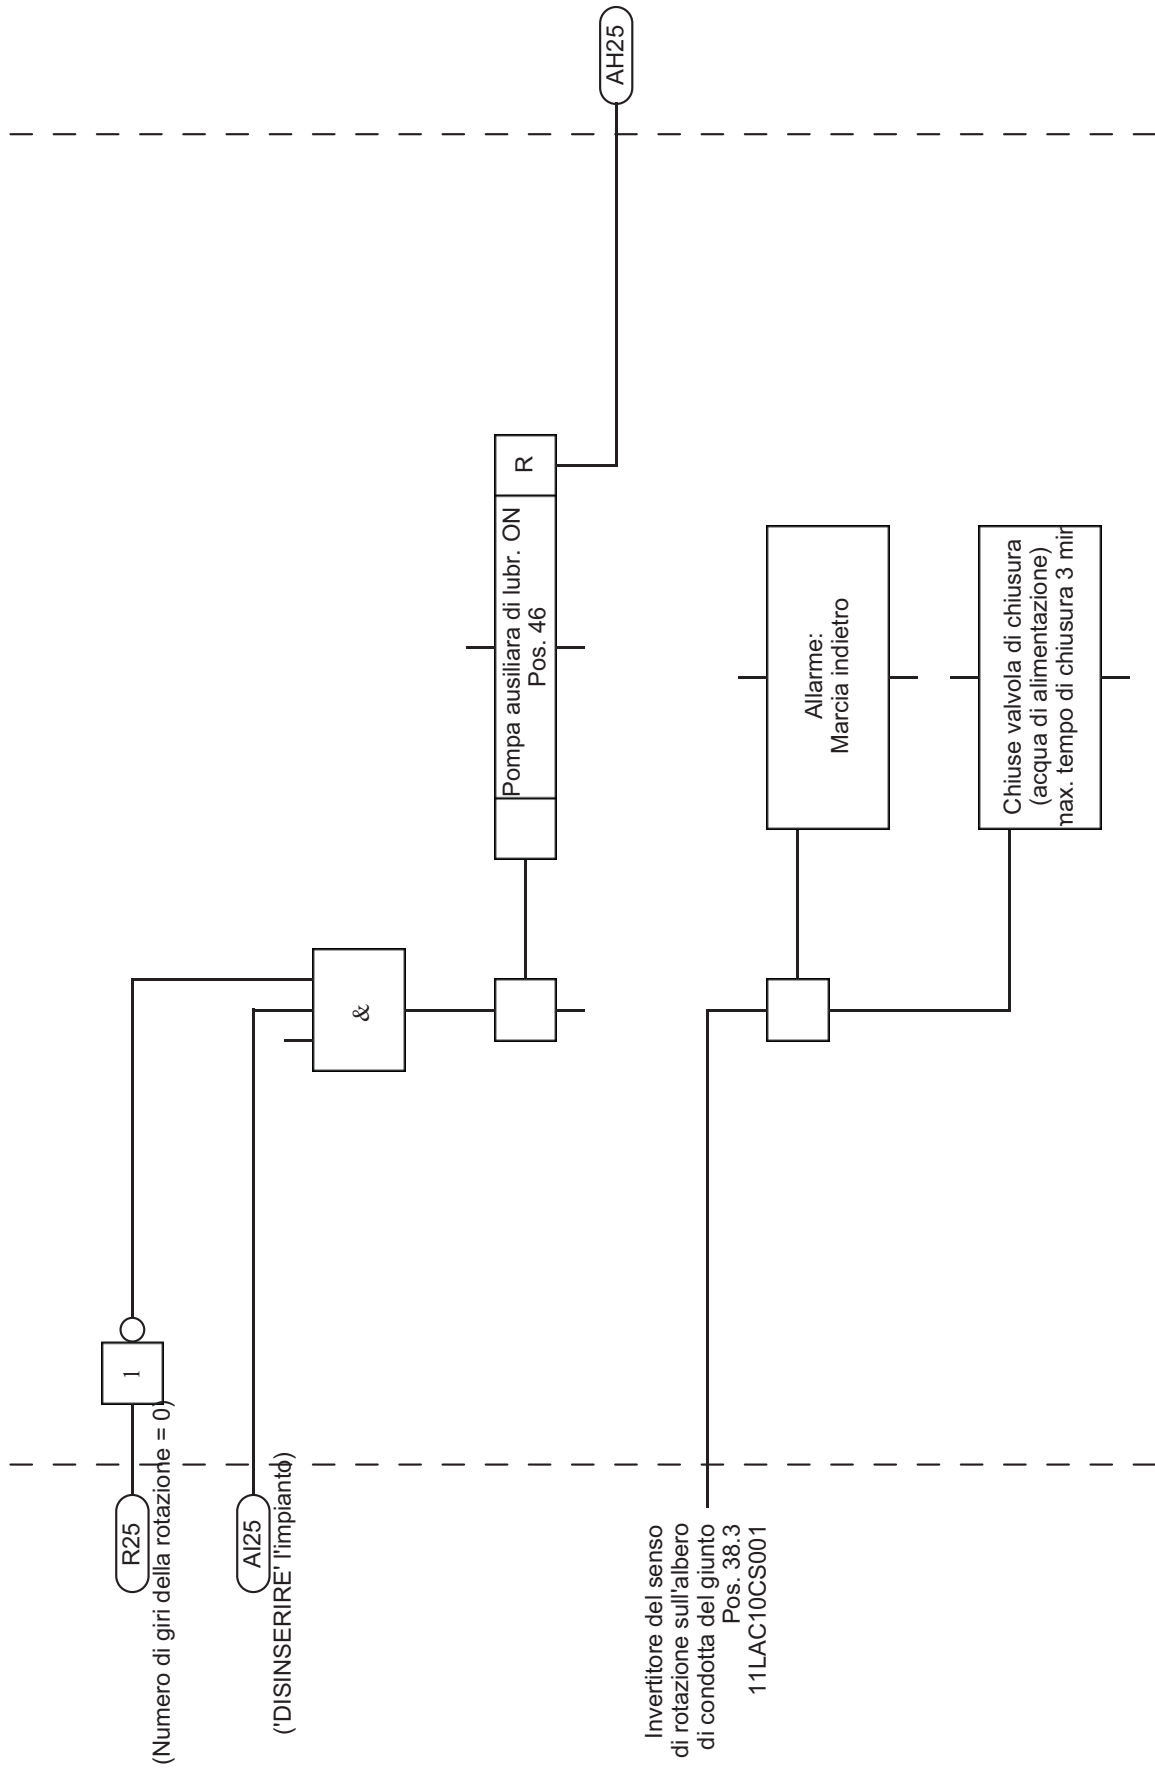 R25
(Numero di giri della rotazione = 0)
1
AI25
('DISINSERIRE' l'impianto)
&
Pompa ausiliara di lubr. ON
Pos. 46
R
AH25
Invertitore del senso
di rotazione sull'albero
di condotta del giunto
Pos. 38.3
11LAC10CS001
Allarme:
Marcia indietro
Chiuse valvola di chiusura
(acqua di alimentazione)
max. tempo di chiusura 3 min